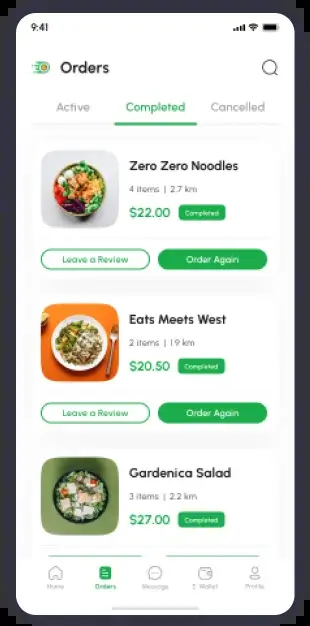 9:41
Orders
Active Completed Cancelled
Zero Zero Noodles
4 items | 2.7 km
$22.00 Completed
Leave a Review Order Again
Eats Meets West
2 items | 1.9 km
$20.50 Completed
Leave a Review Order Again
Gardenica Salad
3 items | 2.2 km
$27.00 Completed
Home Orders Message E-Wallet Profile